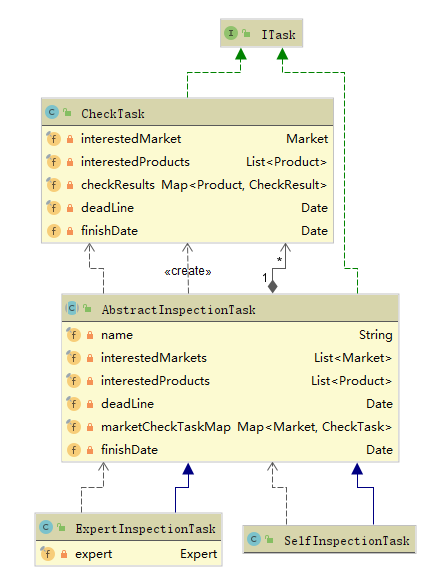 I ITask
C CheckTask
f interestedMarket Market
f interestedProducts List<Product>
f checkResults Map<Product, CheckResult>
f deadLine Date
f finishDate Date
«create»
1
*
C AbstractInspectionTask
f name String
f interestedMarkets List<Market>
f interestedProducts List<Product>
f deadLine Date
f marketCheckTaskMap Map<Market, CheckTask>
f finishDate Date
C ExpertInspectionTask
f expert Expert
C SelfInspectionTask